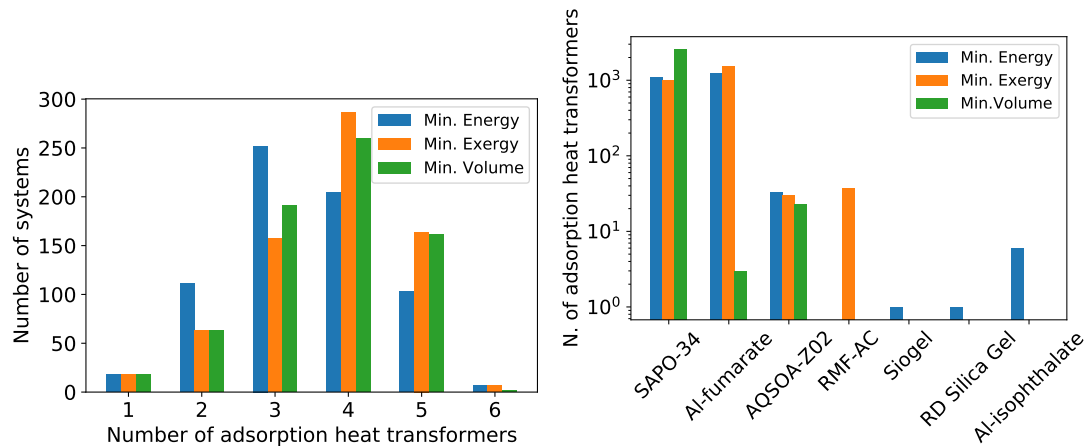 300
250
200
150
100
50
0
Number of systems
Min. Energy
Min. Exergy
Min. Volume
1 2 3 4 5 6
Number of adsorption heat transformers
N. of adsorption heat transformers
10³
10²
10¹
10⁰
Min. Energy
Min. Exergy
Min.Volume
SAPO-34
Al-fumarate
AQSOA-Z02
RMF-AC
Siogel
RD Silica Gel
Al-isophthalate